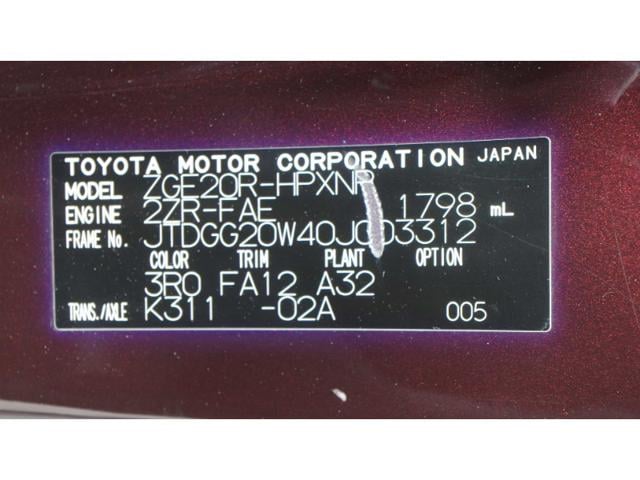 TOYOTA MOTOR CORPORATION JAPAN
MODEL ZGE20R-HPXNP
ENGINE 2ZR-FAE 1798 mL
FRAME No. JTDGG20W40J003312
COLOR TRIM PLANT OPTION
3R0 FA12 A32
TRANS./AXLE K311 -02A 005